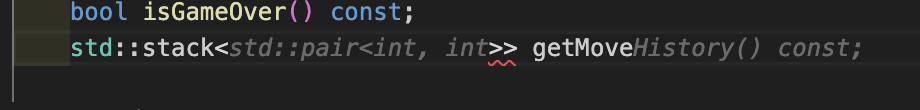 bool isGameOver() const;
std::stack<std::pair<int, int>> getMoveHistory() const;